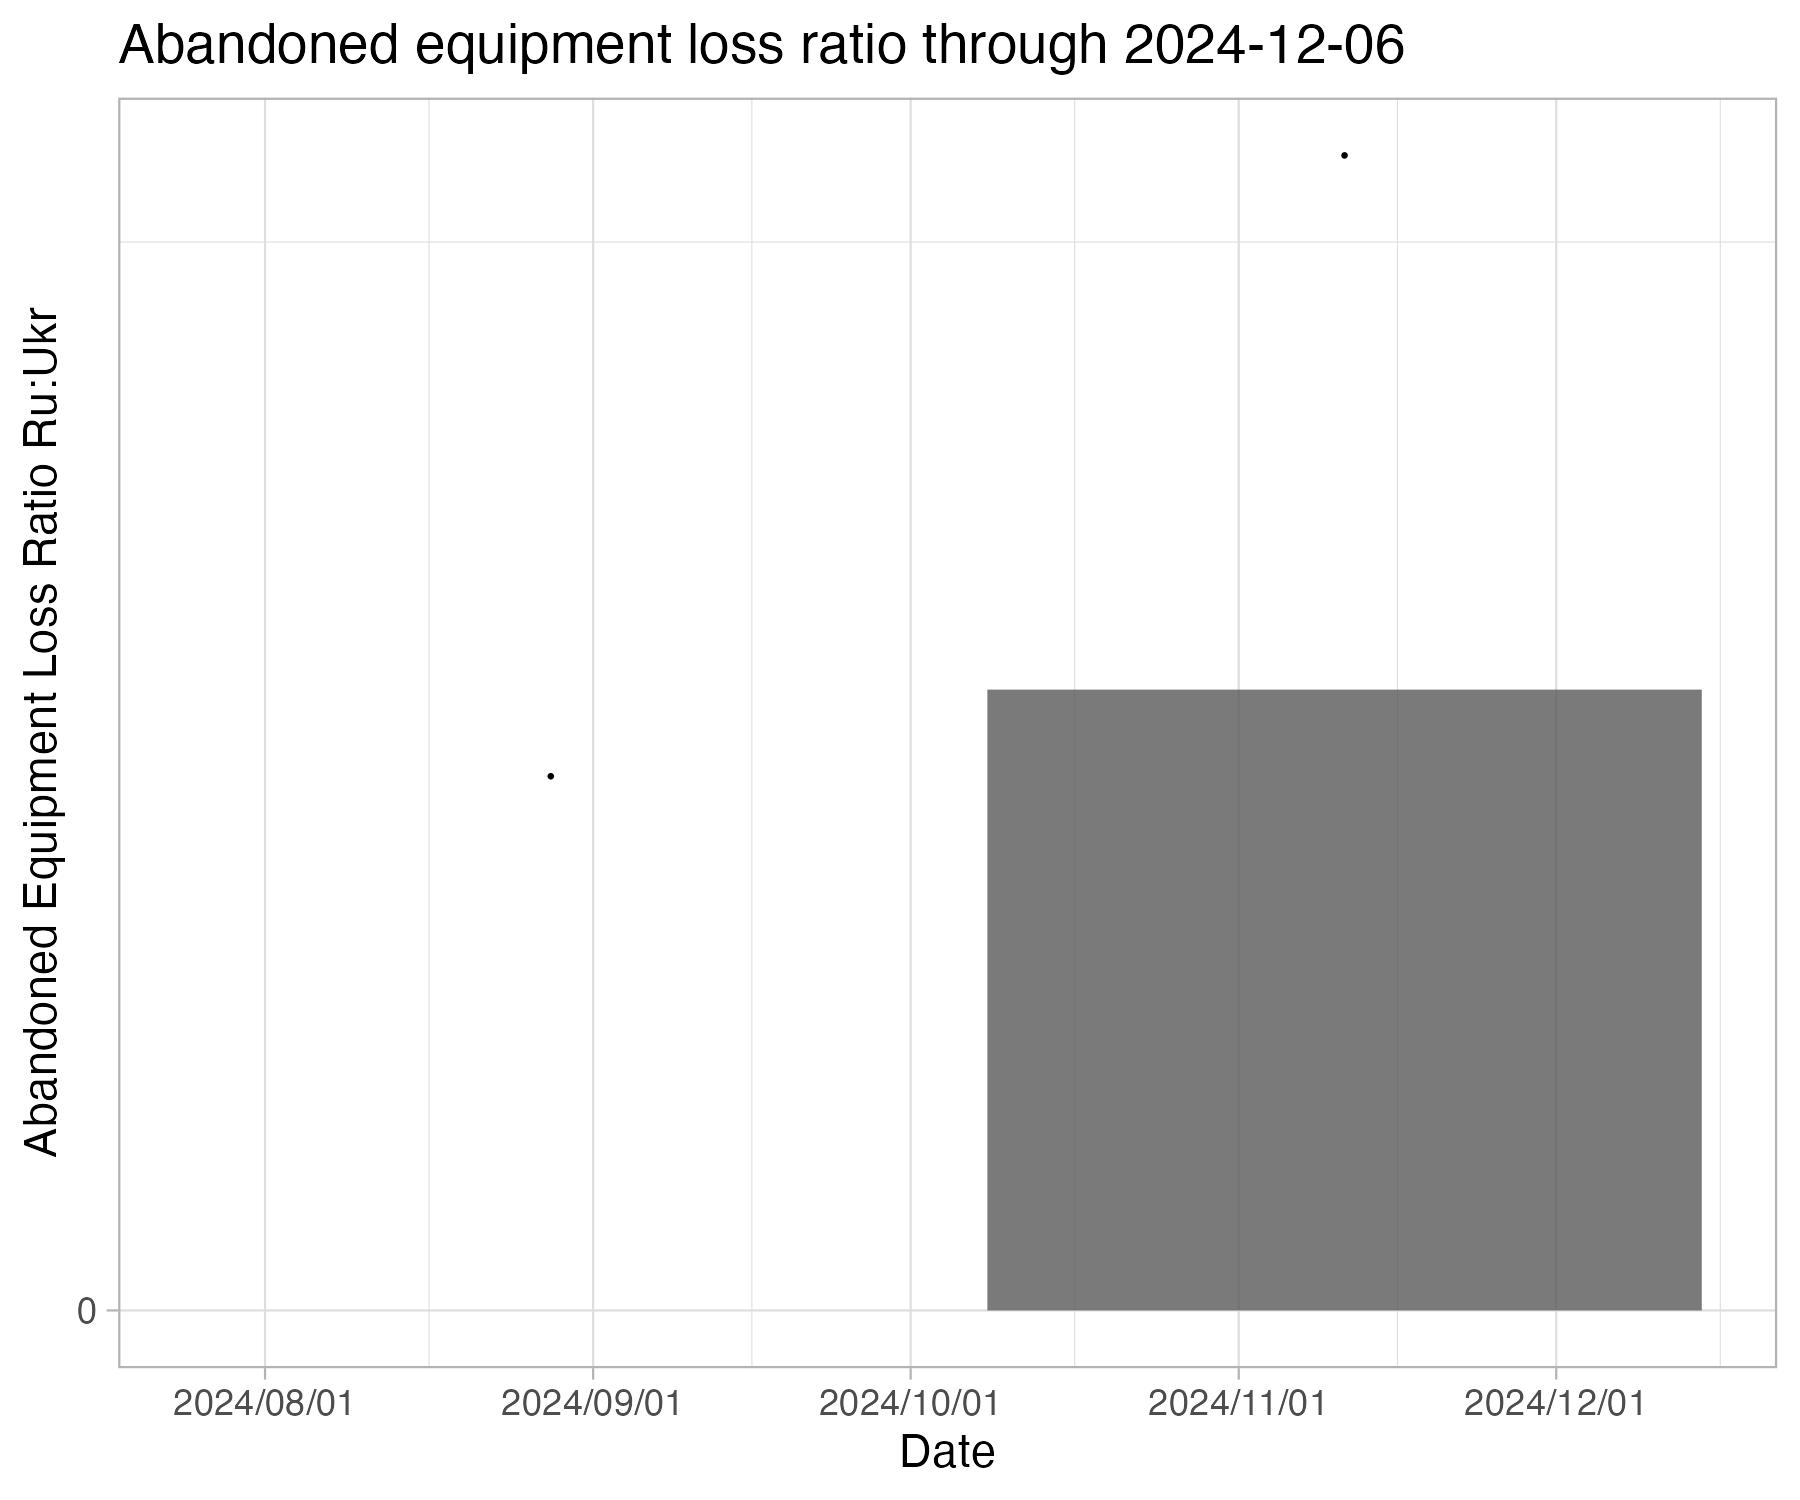 Abandoned equipment loss ratio through 2024-12-06
Abandoned Equipment Loss Ratio Ru:Ukr
0
2024/08/01
2024/09/01
2024/10/01
2024/11/01
2024/12/01
Date